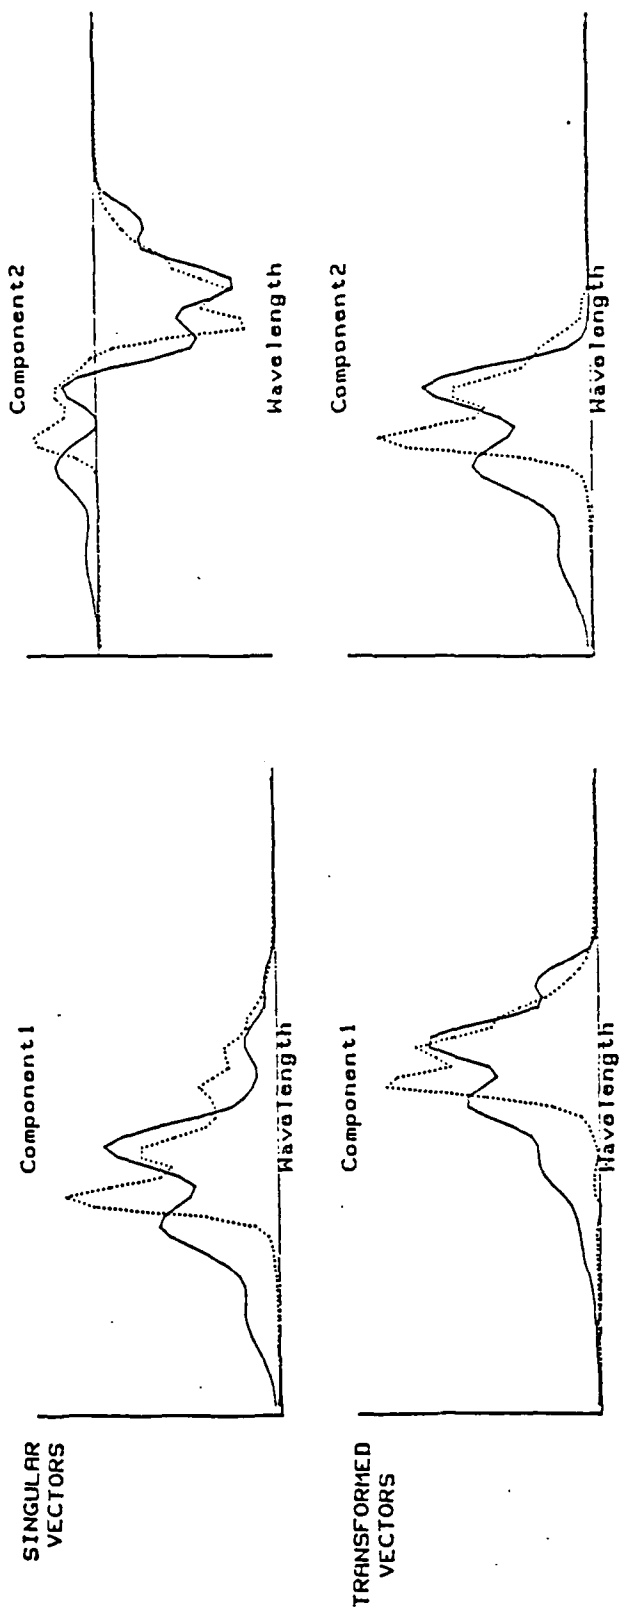 SINGULAR
VECTORS
Component1
Wavelength
Component2
Wavelength
TRANSFORMED
VECTORS
Component1
Wavelength
Component2
Wavelength